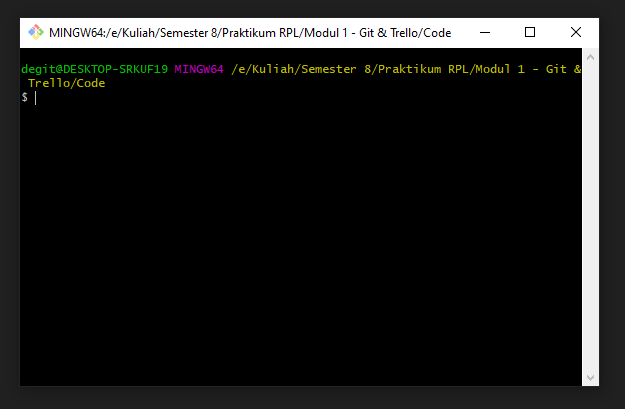 MINGW64:/e/Kuliah/Semester 8/Praktikum RPL/Modul 1 - Git & Trello/Code
degit@DESKTOP-SRKUF19 MINGW64 /e/Kuliah/Semester 8/Praktikum RPL/Modul 1 - Git &
Trello/Code
$